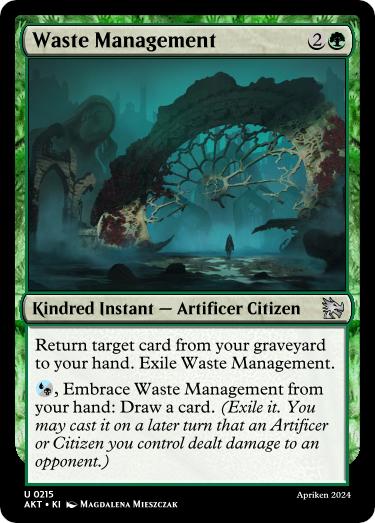 Waste Management 2
Kindred Instant — Artificer Citizen
Return target card from your graveyard
to your hand. Exile Waste Management.
, Embrace Waste Management from
your hand: Draw a card. (Exile it. You
may cast it on a later turn that an Artificer
or Citizen you control dealt damage to an
opponent.)
U 0215 Apriken 2024
AKT • KI MAGDALENA MIESZCZAK